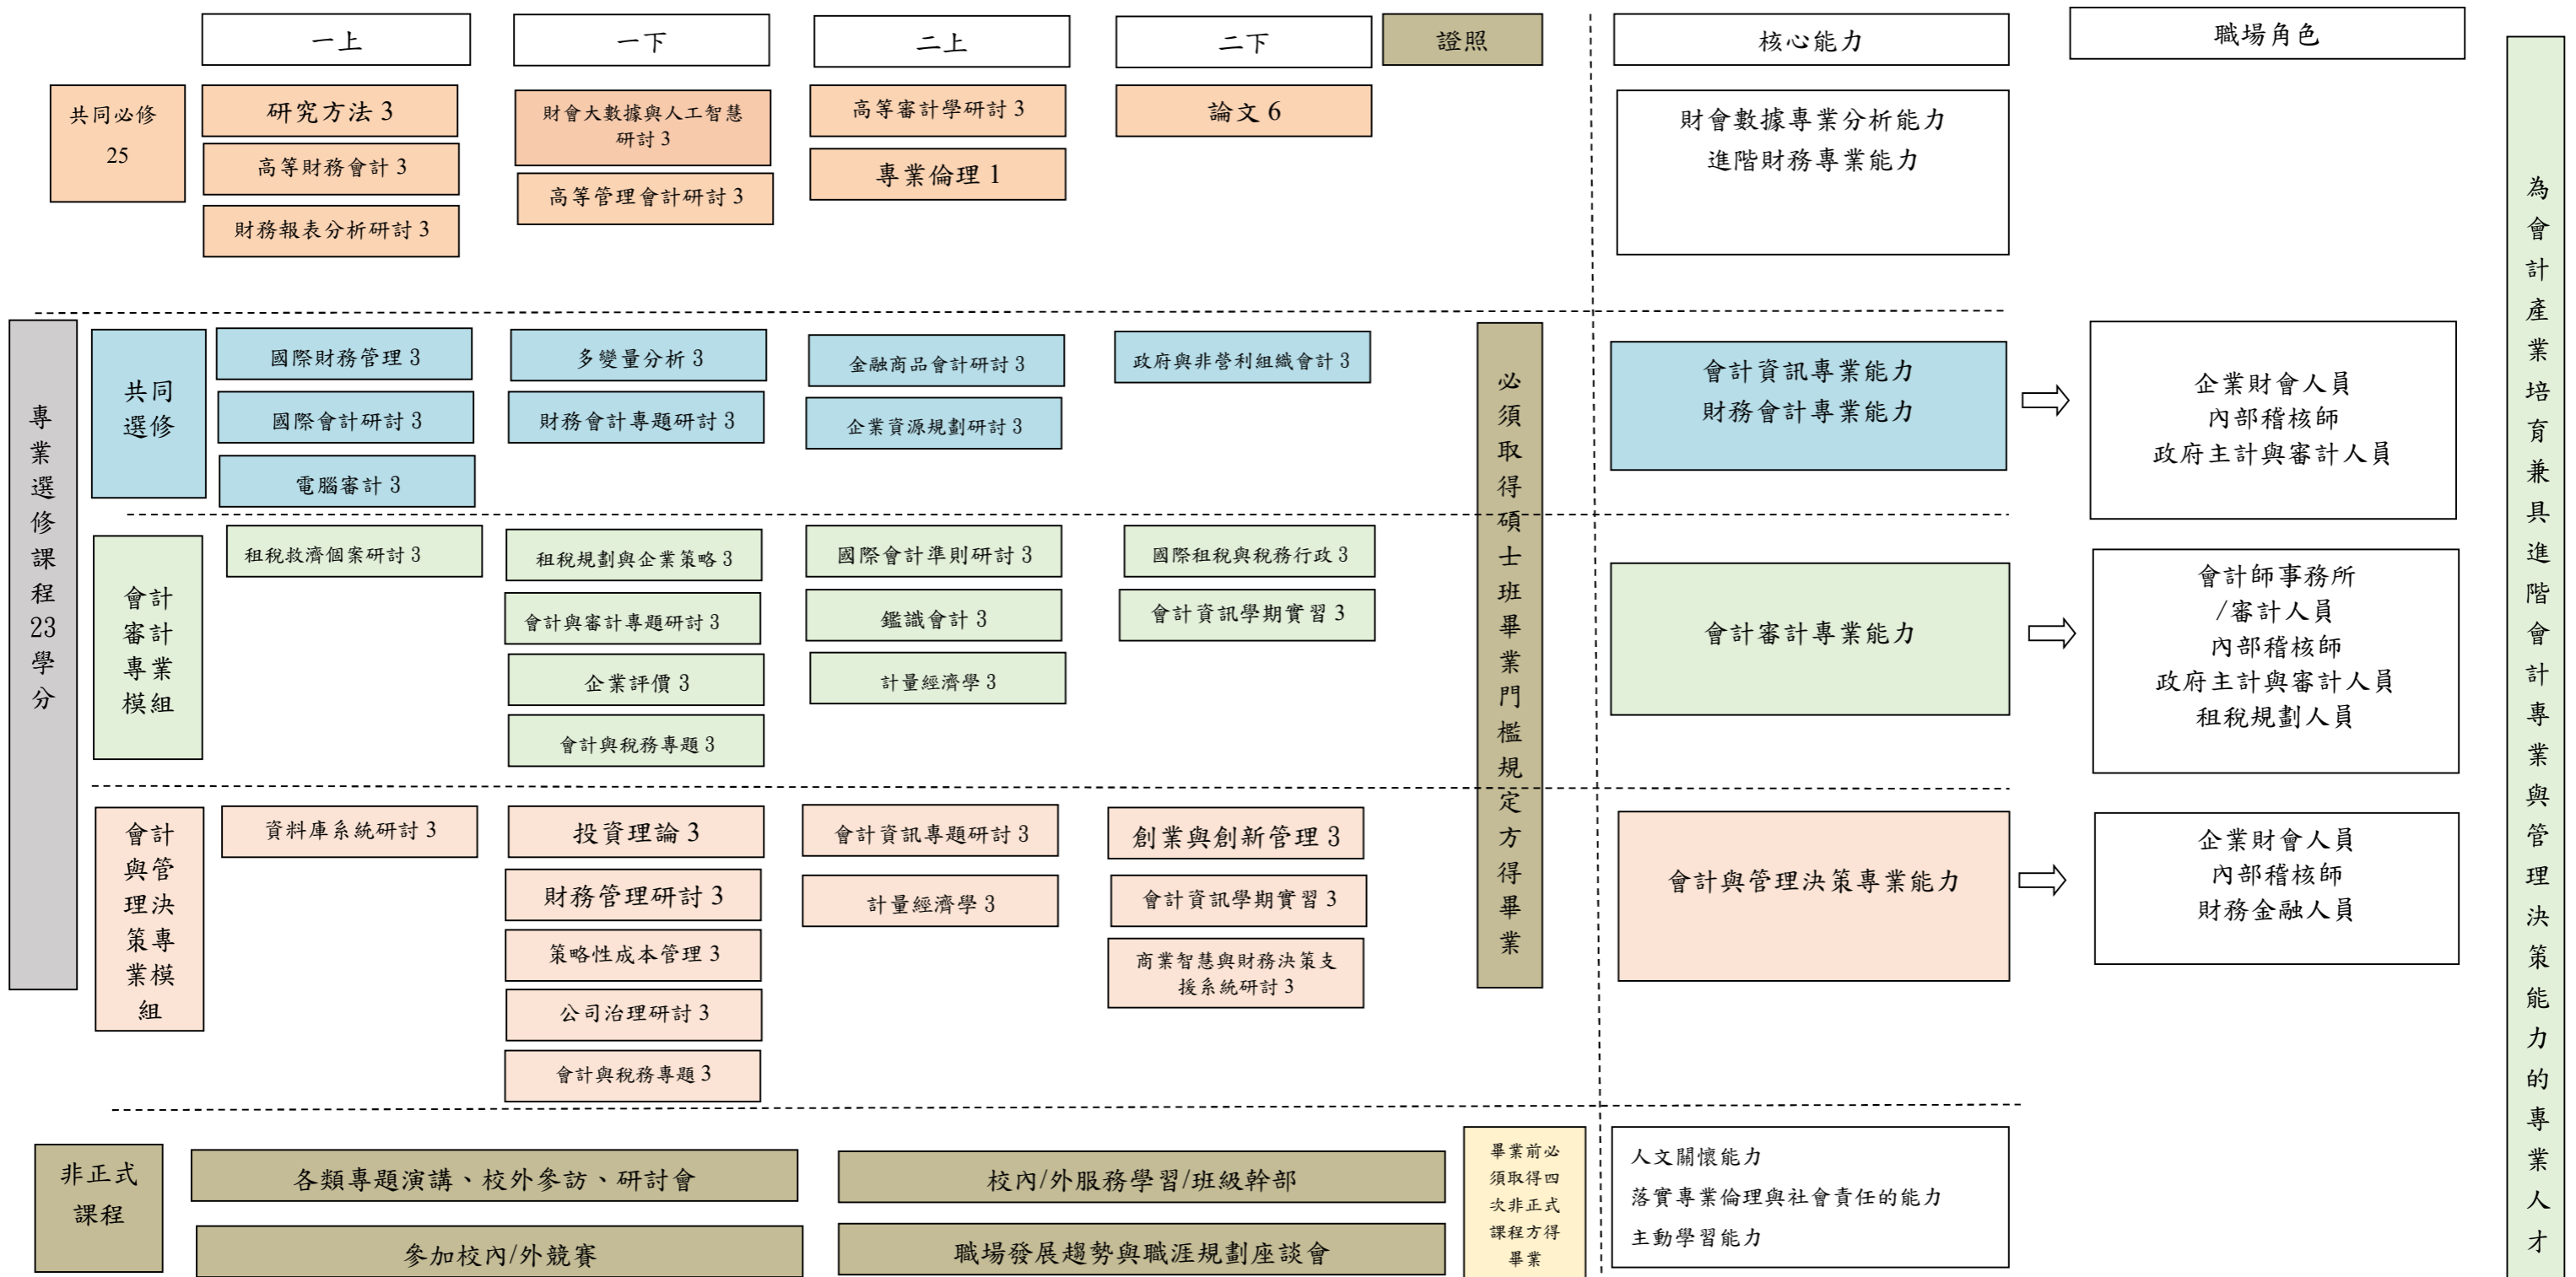 一上
一下
二上
二下
證照
核心能力
職場角色
共同必修
25
研究方法 3
高等財務會計 3
財務報表分析研討 3
財會大數據與人工智慧
研討 3
高等管理會計研討 3
高等審計學研討 3
專業倫理 1
論文 6
財會數據專業分析能力
進階財務專業能力
專業選修課程23學分
共同
選修
國際財務管理 3
國際會計研討 3
電腦審計 3
多變量分析 3
財務會計專題研討 3
金融商品會計研討 3
企業資源規劃研討 3
政府與非營利組織會計 3
必須取得碩士班畢業門檻規定方得畢業
會計資訊專業能力
財務會計專業能力
企業財會人員
內部稽核師
政府主計與審計人員
會計
審計
專業
模組
租稅救濟個案研討 3
租稅規劃與企業策略 3
會計與審計專題研討 3
企業評價 3
會計與稅務專題 3
國際會計準則研討 3
鑑識會計 3
計量經濟學 3
國際租稅與稅務行政 3
會計資訊學期實習 3
會計審計專業能力
會計師事務所
/審計人員
內部稽核師
政府主計與審計人員
租稅規劃人員
會計
與管
理決
策專
業模
組
資料庫系統研討 3
投資理論 3
財務管理研討 3
策略性成本管理 3
公司治理研討 3
會計與稅務專題 3
會計資訊專題研討 3
計量經濟學 3
創業與創新管理 3
會計資訊學期實習 3
商業智慧與財務決策支
援系統研討 3
會計與管理決策專業能力
企業財會人員
內部稽核師
財務金融人員
為會計產業培育兼具進階會計專業與管理決策能力的專業人才
非正式
課程
各類專題演講、校外參訪、研討會
參加校內/外競賽
校內/外服務學習/班級幹部
職場發展趨勢與職涯規劃座談會
畢業前必
須取得四
次非正式
課程方得
畢業
人文關懷能力
落實專業倫理與社會責任的能力
主動學習能力